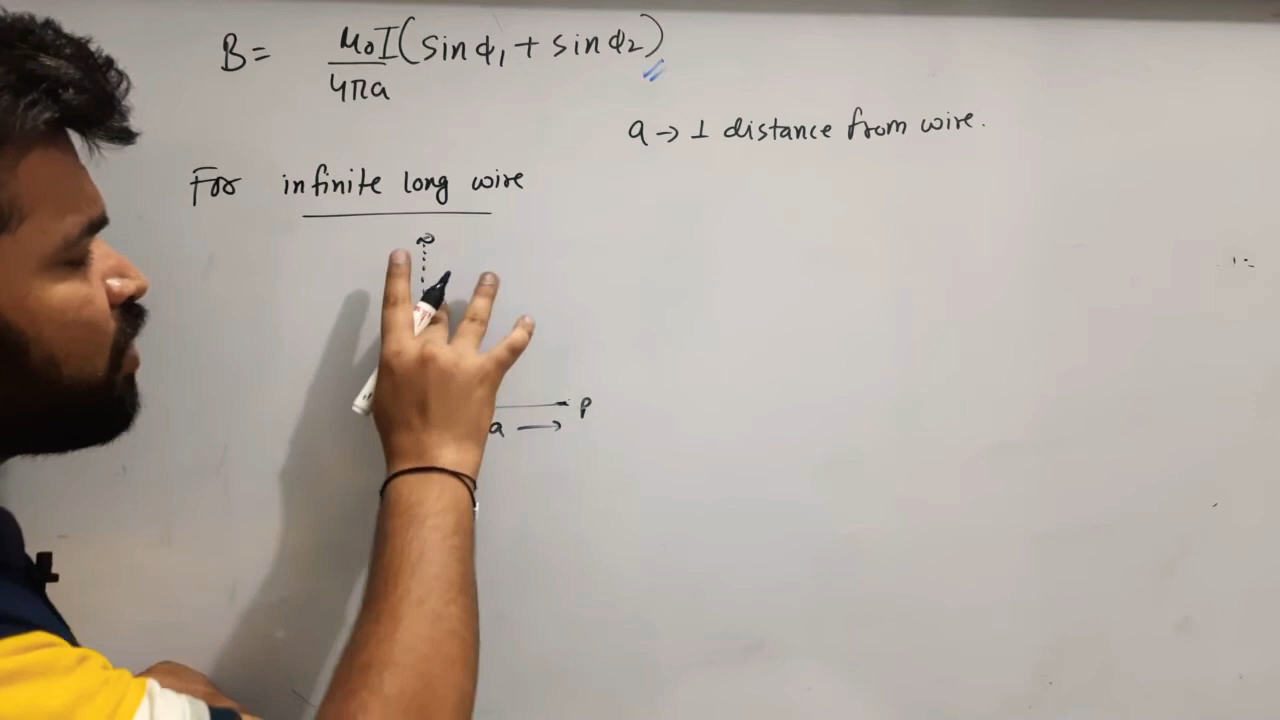 B = μ₀I(sin ϕ₁ + sin ϕ₂)
4πa
a → ⊥ distance from wire.
For infinite long wire
∞
P
a →